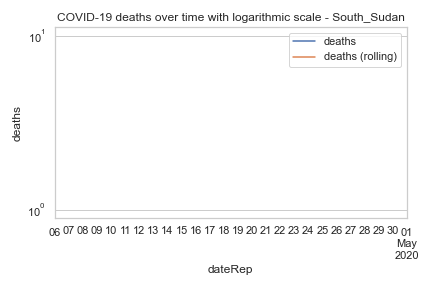 COVID-19 deaths over time with logarithmic scale - South_Sudan
10¹
deaths
deaths (rolling)
deaths
10⁰
06 07 08 09 10 11 12 13 14 15 16 17 18 19 20 21 22 23 24 25 26 27 28 29 30 01
May
2020
dateRep